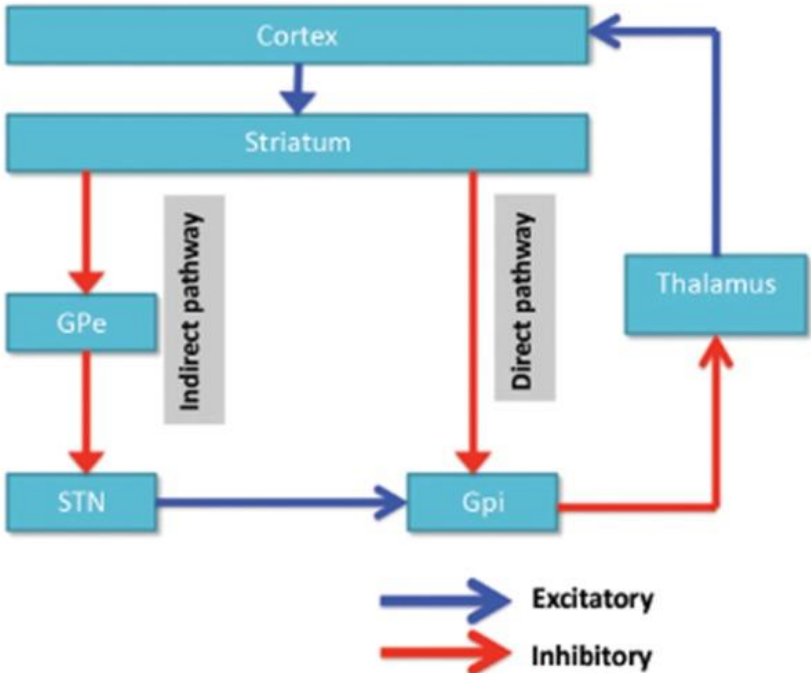 Cortex
Striatum
Indirect pathway
Direct pathway
Thalamus
GPe
STN
Gpi
Excitatory
Inhibitory